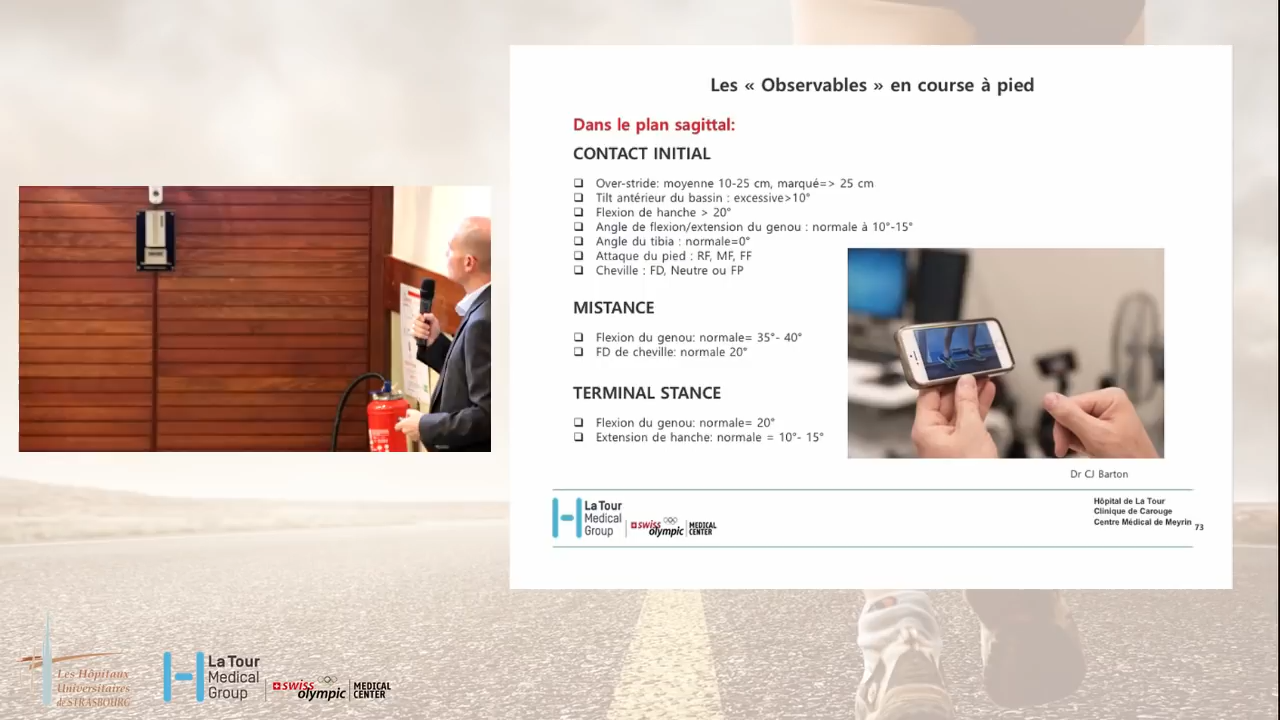 Les « Observables » en course à pied
Dans le plan sagittal:
CONTACT INITIAL
Over-stride: moyenne 10-25 cm, marqué=> 25 cm
Tilt antérieur du bassin : excessive>10°
Flexion de hanche > 20°
Angle de flexion/extension du genou : normale à 10°-15°
Angle du tibia : normale=0°
Attaque du pied : RF, MF, FF
Cheville : FD, Neutre ou FP
MISTANCE
Flexion du genou: normale= 35°- 40°
FD de cheville: normale 20°
TERMINAL STANCE
Flexion du genou: normale= 20°
Extension de hanche: normale = 10°- 15°
Dr CJ Barton
La Tour
Medical
Group
swiss
olympic
MEDICAL
CENTER
Hôpital de La Tour
Clinique de Carouge
Centre Médical de Meyrin
73
Les Hôpitaux
Universitaires
de STRASBOURG
La Tour
Medical
Group
swiss
olympic
MEDICAL
CENTER